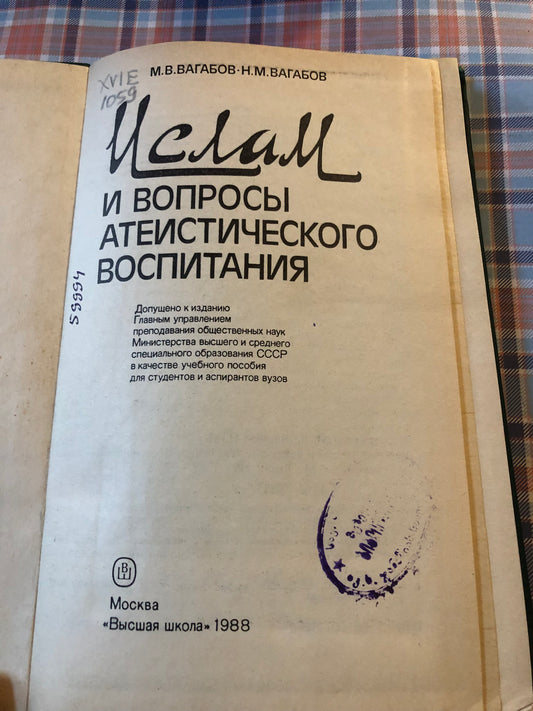 М.В.ВАГАБОВ·Н.М.ВАГАБОВ
XVIE
1059
Ислам
И ВОПРОСЫ
АТЕИСТИЧЕСКОГО
ВОСПИТАНИЯ
59994
Допущено к изданию
Главным управлением
преподавания общественных наук
Министерства высшего и среднего
специального образования СССР
в качестве учебного пособия
для студентов и аспирантов вузов
Москва
«Высшая школа» 1988